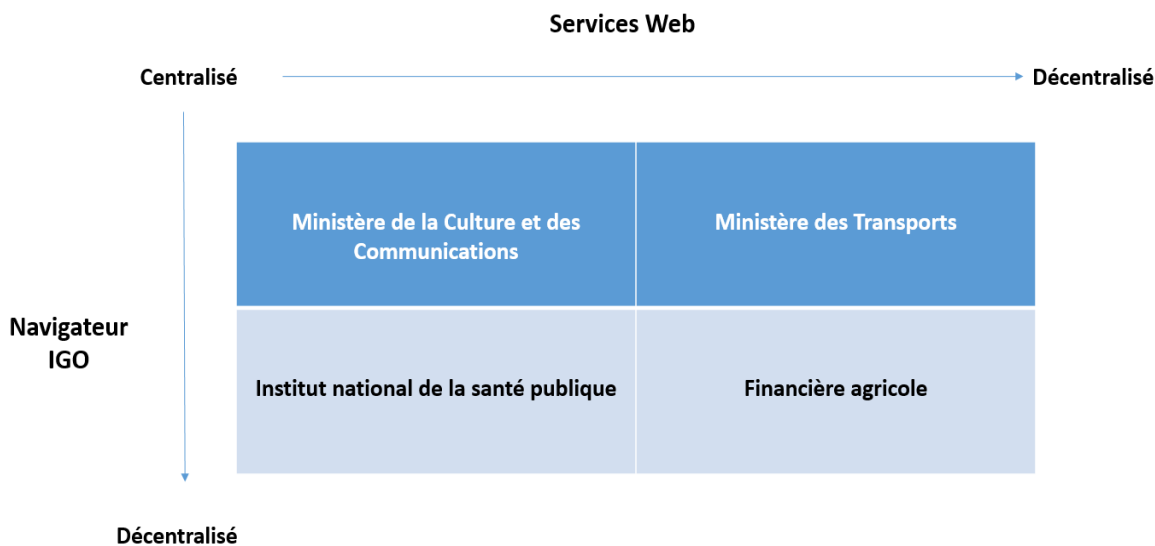 Services Web
Centralisé
Décentralisé
Ministère de la Culture et des
Communications
Ministère des Transports
Navigateur
IGO
Institut national de la santé publique
Financière agricole
Décentralisé